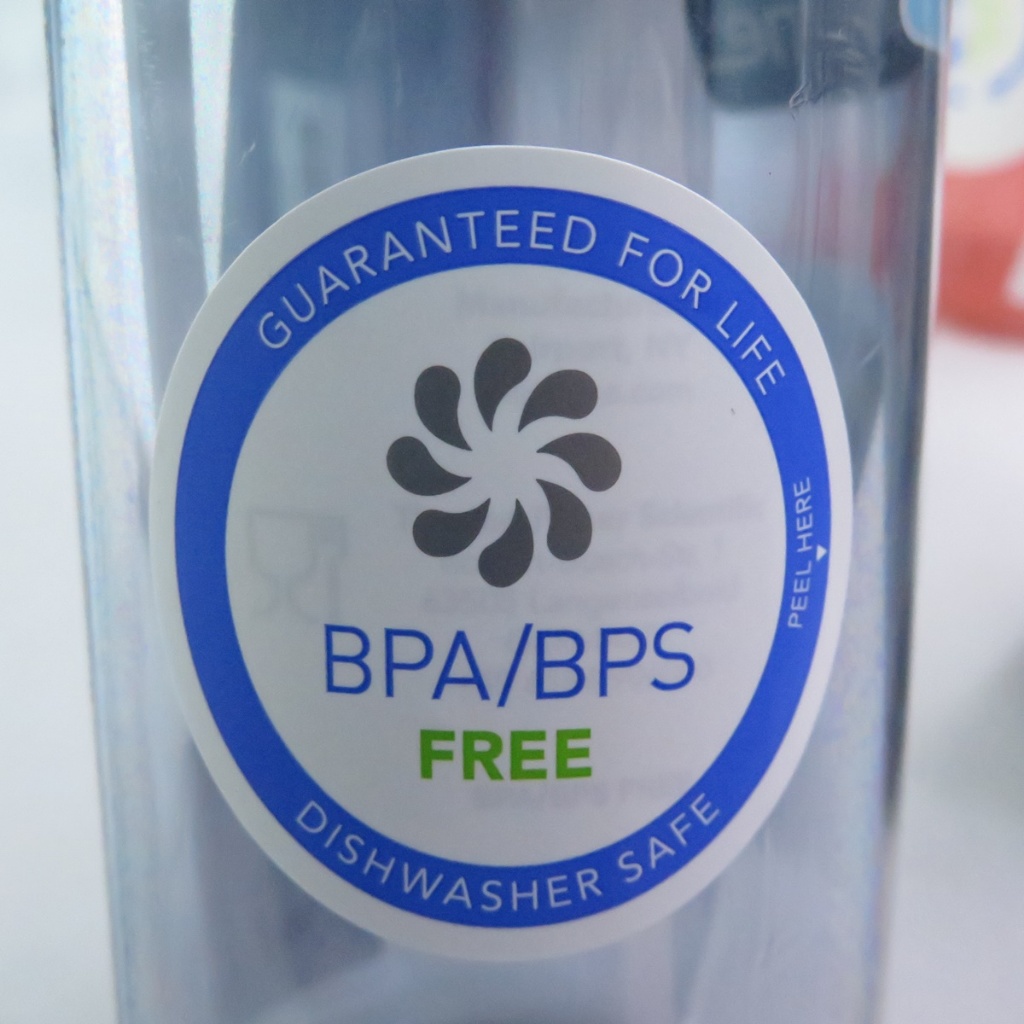 GUARANTEED FOR LIFE
PEEL HERE
BPA/BPS
FREE
DISHWASHER SAFE